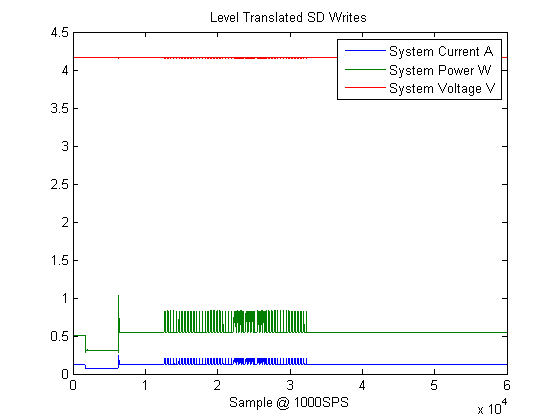 Level Translated SD Writes
System Current A
System Power W
System Voltage V
4.5
4
3.5
3
2.5
2
1.5
1
0.5
0
0 1 2 3 4 5 6
Sample @ 1000SPS
x 10^4